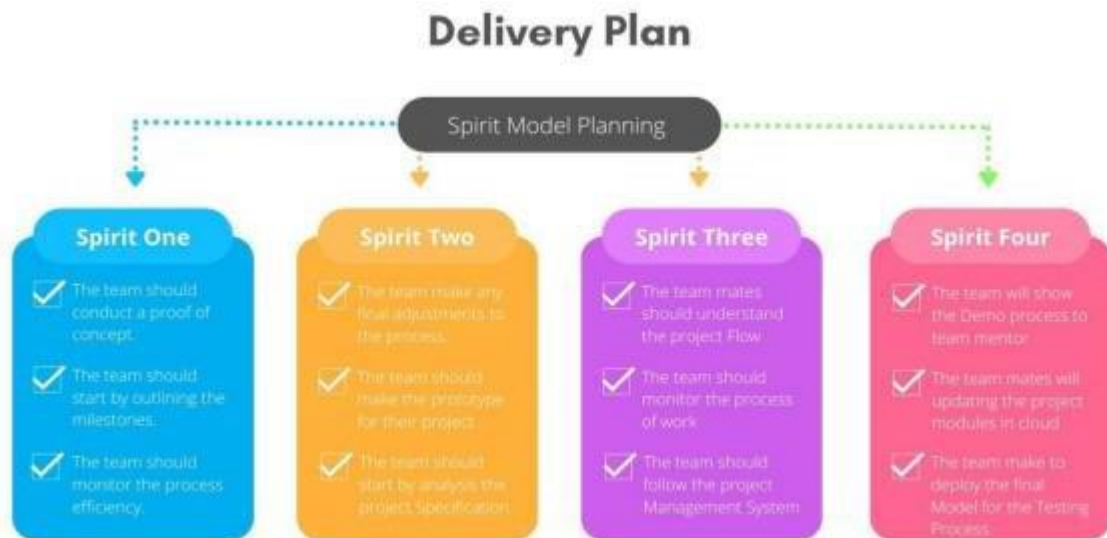 Delivery Plan
Spirit Model Planning
Spirit One
The team should
conduct a proof of
concept.
The team should
start by outlining the
milestones.
The team should
monitor the process
efficiency.
Spirit Two
The team make any
final adjustments to
the process.
The team should
make the prototype
for their project
The team should
start by analysis the
project Specification
Spirit Three
The team mates
should understand
the project Flow
The team should
monitor the process
of work
The team should
follow the project
Management System
Spirit Four
The team will show
the Demo process to
team mentor
The team mates will
updating the project
modules in cloud
The team make to
deploy the final
Model for the Testing
Process